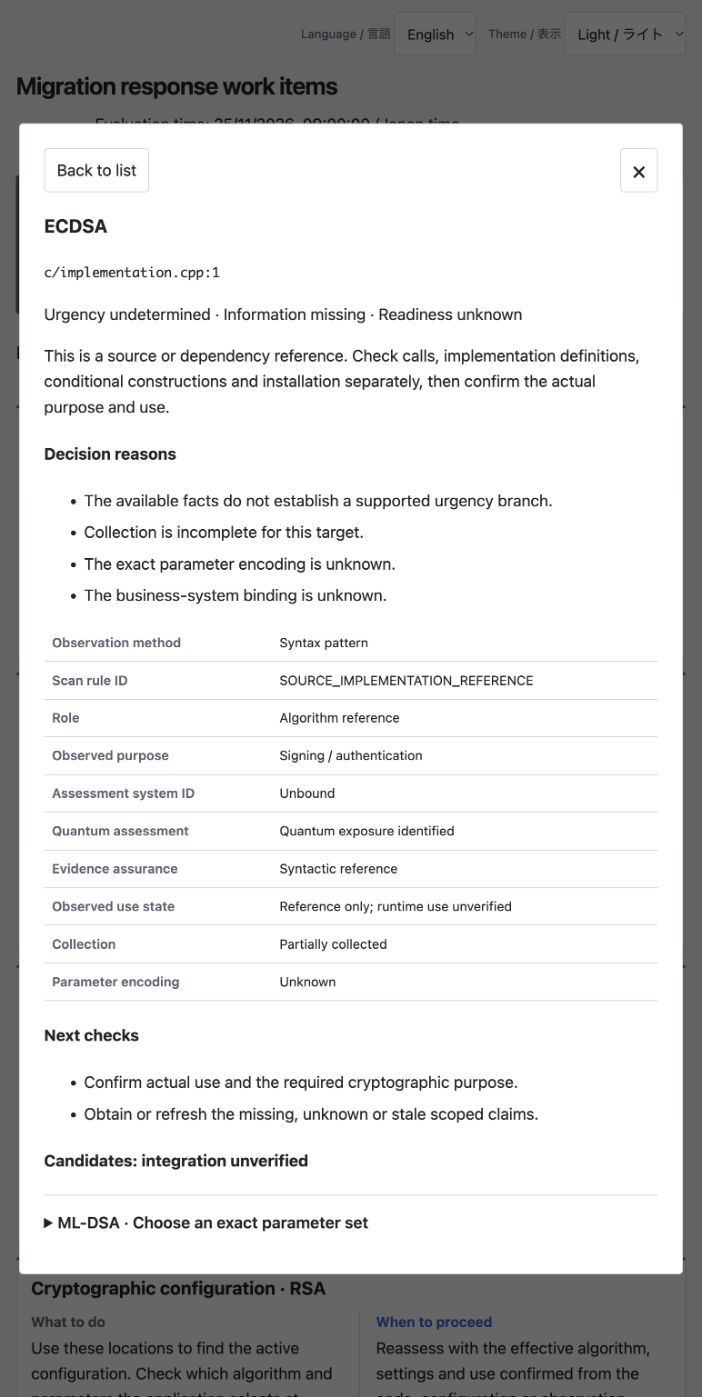 Language / 言語 English Theme / 表示 Light / ライト
Migration response work items
Back to list
×
ECDSA
c/implementation.cpp:1
Urgency undetermined · Information missing · Readiness unknown
This is a source or dependency reference. Check calls, implementation definitions,
conditional constructions and installation separately, then confirm the actual
purpose and use.
Decision reasons
• The available facts do not establish a supported urgency branch.
• Collection is incomplete for this target.
• The exact parameter encoding is unknown.
• The business-system binding is unknown.
Observation method Syntax pattern
Scan rule ID SOURCE_IMPLEMENTATION_REFERENCE
Role Algorithm reference
Observed purpose Signing / authentication
Assessment system ID Unbound
Quantum assessment Quantum exposure identified
Evidence assurance Syntactic reference
Observed use state Reference only; runtime use unverified
Collection Partially collected
Parameter encoding Unknown
Next checks
• Confirm actual use and the required cryptographic purpose.
• Obtain or refresh the missing, unknown or stale scoped claims.
Candidates: integration unverified
▶ ML-DSA · Choose an exact parameter set
Cryptographic configuration · RSA
What to do
Use these locations to find the active
configuration. Check which algorithm and
When to proceed
Reassess with the effective algorithm,
settings and use confirmed from the